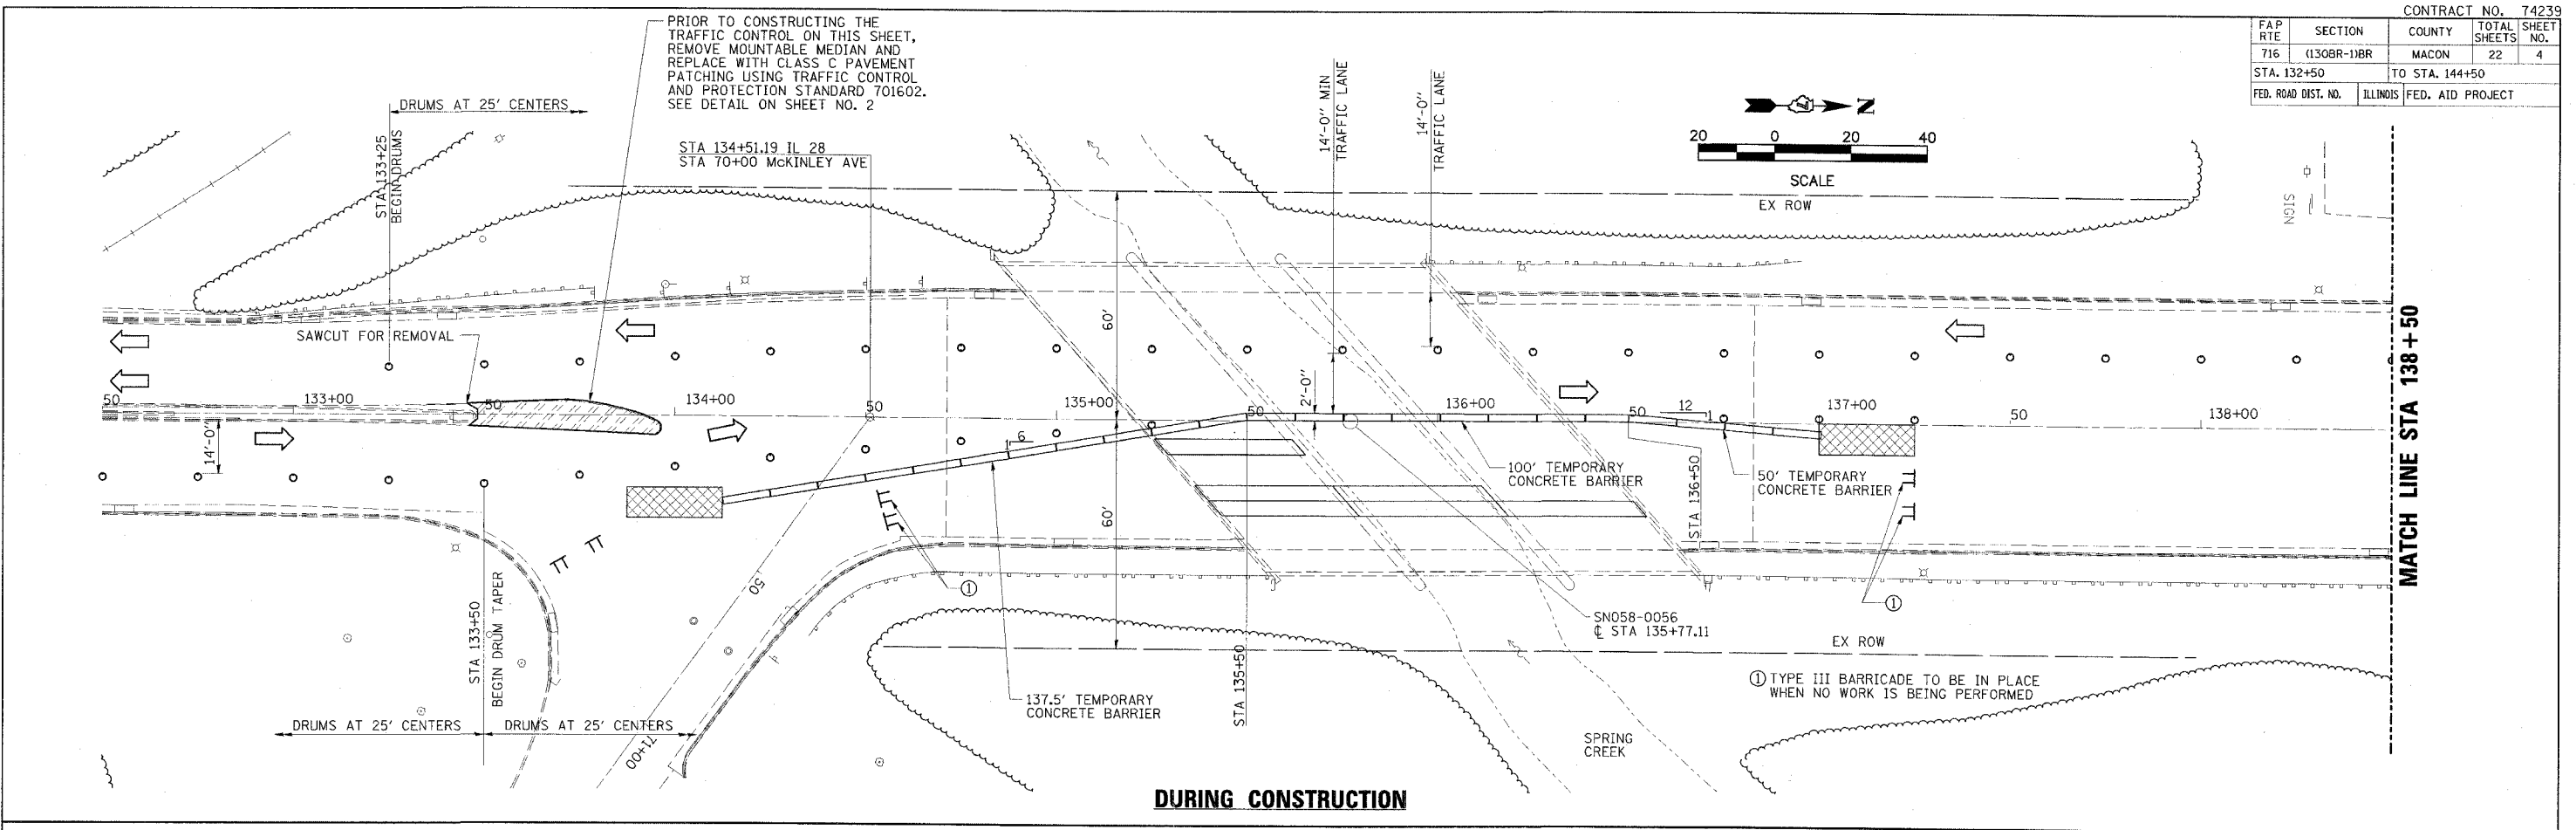 CONTRACT NO. 74239
FAP RTE SECTION COUNTY TOTAL SHEETS SHEET NO.
716 (130BR-1)BR MACON 22 4
STA. 132+50 TO STA. 144+50
FED. ROAD DIST. NO. ILLINOIS FED. AID PROJECT
PRIOR TO CONSTRUCTING THE
TRAFFIC CONTROL ON THIS SHEET,
REMOVE MOUNTABLE MEDIAN AND
REPLACE WITH CLASS C PAVEMENT
PATCHING USING TRAFFIC CONTROL
AND PROTECTION STANDARD 701602.
SEE DETAIL ON SHEET NO. 2
DRUMS AT 25' CENTERS
STA 133+25
BEGIN DRUMS
STA 134+51.19 IL 28
STA 70+00 McKINLEY AVE
14'-0" MIN
TRAFFIC LANE
14'-0"
TRAFFIC LANE
N
20 0 20 40
SCALE
EX ROW
SIGN
MATCH LINE STA 138+50
60'
SAWCUT FOR REMOVAL
50 133+00 50 134+00 50 135+00 50 136+00 50 137+00 50 138+00
2'-0"
12
1
6
1
14'-0"
100' TEMPORARY
CONCRETE BARRIER
STA 136+50
50' TEMPORARY
CONCRETE BARRIER
60'
50
71+00
1
1
STA 133+50
BEGIN DRUM TAPER
SN058-0056
℄ STA 135+77.11
EX ROW
STA 135+50
137.5' TEMPORARY
CONCRETE BARRIER
① TYPE III BARRICADE TO BE IN PLACE
WHEN NO WORK IS BEING PERFORMED
DRUMS AT 25' CENTERS
DRUMS AT 25' CENTERS
SPRING
CREEK
DURING CONSTRUCTION